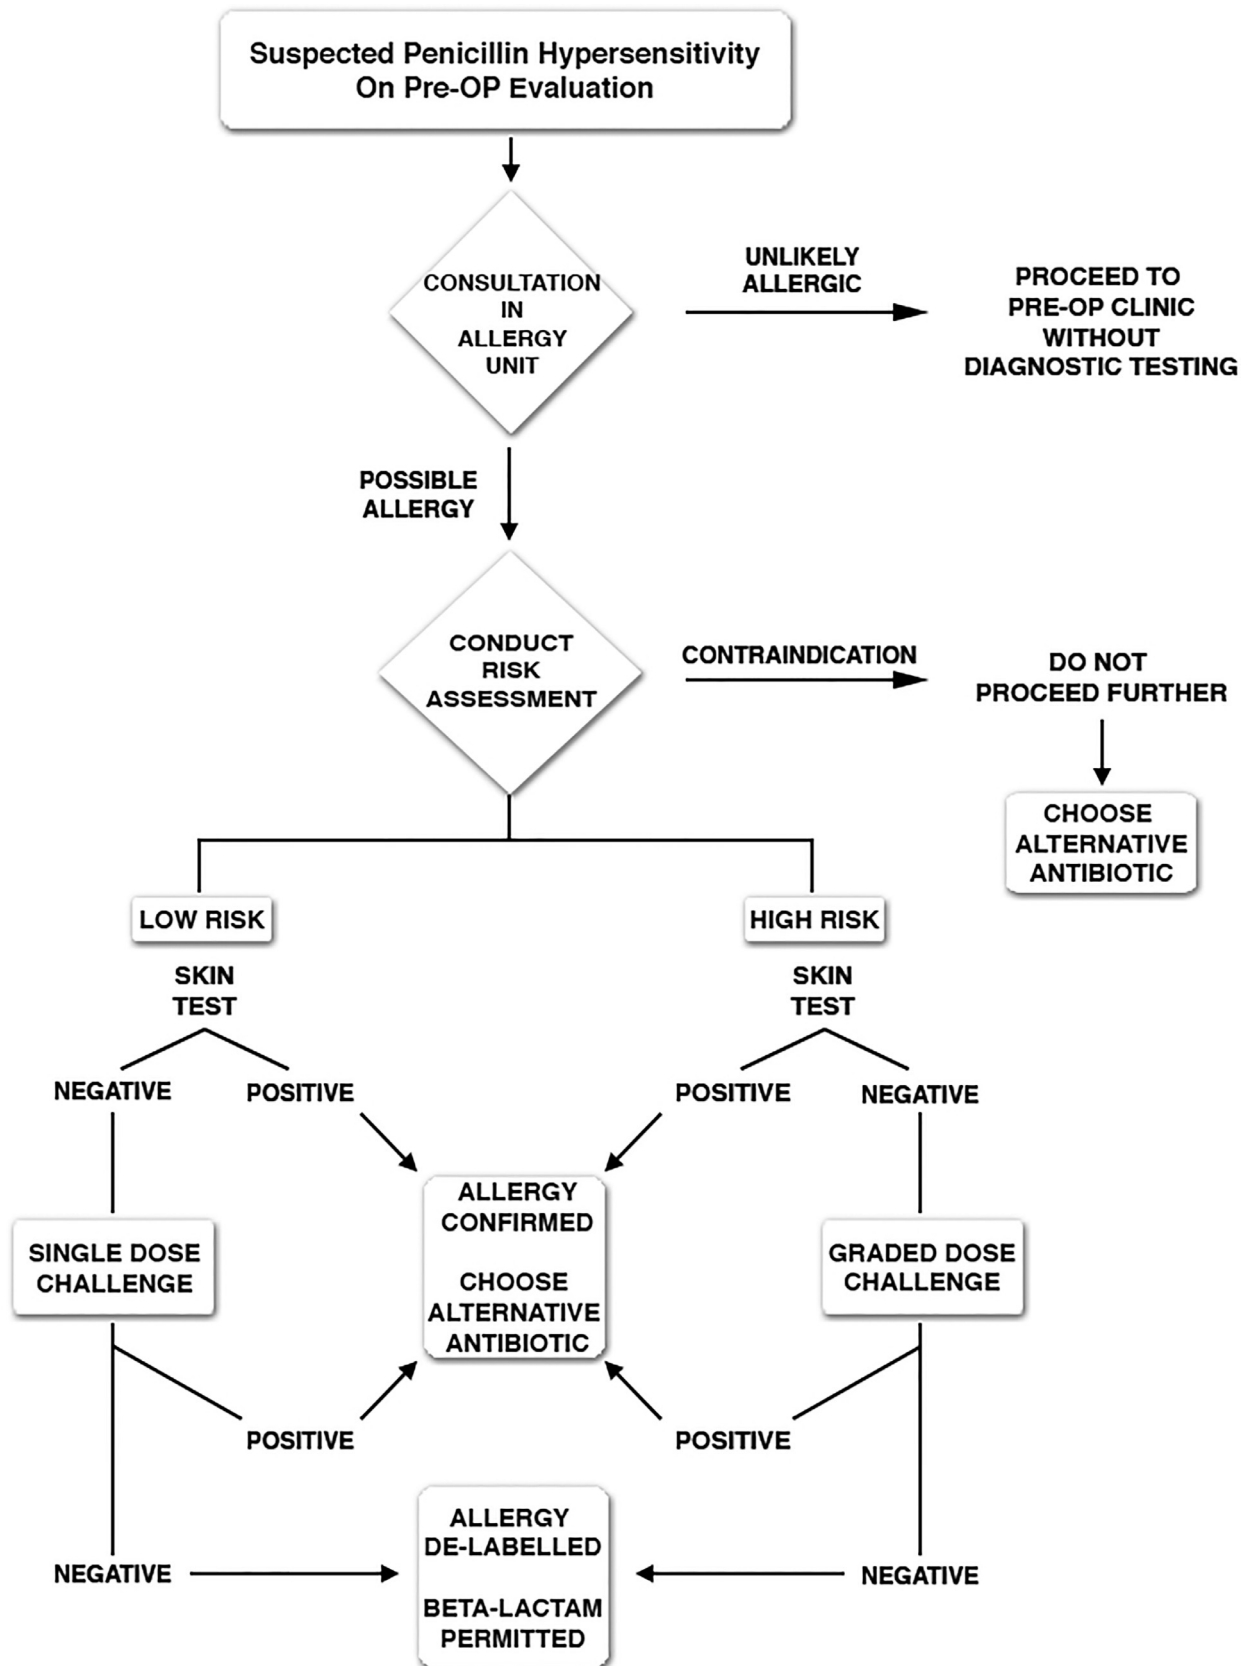 Suspected Penicillin Hypersensitivity
On Pre-OP Evaluation
CONSULTATION
IN
ALLERGY
UNIT
UNLIKELY
ALLERGIC
PROCEED TO
PRE-OP CLINIC
WITHOUT
DIAGNOSTIC TESTING
POSSIBLE
ALLERGY
CONDUCT
RISK
ASSESSMENT
CONTRAINDICATION
DO NOT
PROCEED FURTHER
CHOOSE
ALTERNATIVE
ANTIBIOTIC
LOW RISK
HIGH RISK
SKIN
TEST
SKIN
TEST
NEGATIVE
POSITIVE
POSITIVE
NEGATIVE
SINGLE DOSE
CHALLENGE
ALLERGY
CONFIRMED
CHOOSE
ALTERNATIVE
ANTIBIOTIC
GRADED DOSE
CHALLENGE
POSITIVE
POSITIVE
NEGATIVE
ALLERGY
DE-LABELLED
BETA-LACTAM
PERMITTED
NEGATIVE